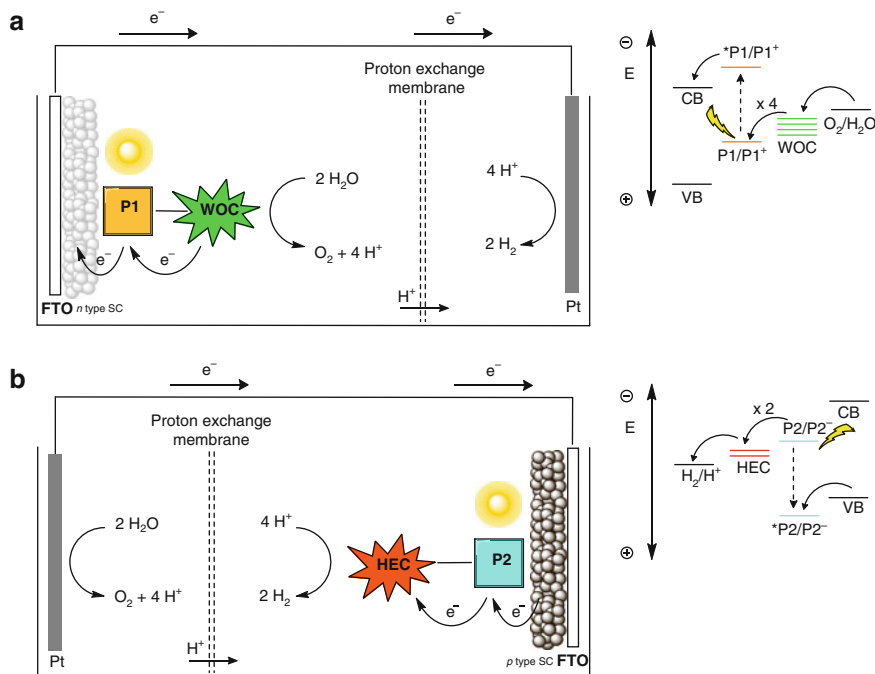 a
e⁻
e⁻
Proton exchange
membrane
P1
WOC
e⁻
e⁻
2 H₂O
O₂ + 4 H⁺
4 H⁺
2 H₂
H⁺
FTO n type SC
Pt
⊖
E
⊕
*P1/P1⁺
CB
x 4
P1/P1⁺
WOC
O₂/H₂O
VB
b
e⁻
e⁻
Proton exchange
membrane
2 H₂O
O₂ + 4 H⁺
4 H⁺
2 H₂
HEC
P2
e⁻
e⁻
H⁺
Pt
p type SC FTO
⊖
E
⊕
CB
x 2
P2/P2⁻
H₂/H⁺
HEC
VB
*P2/P2⁻